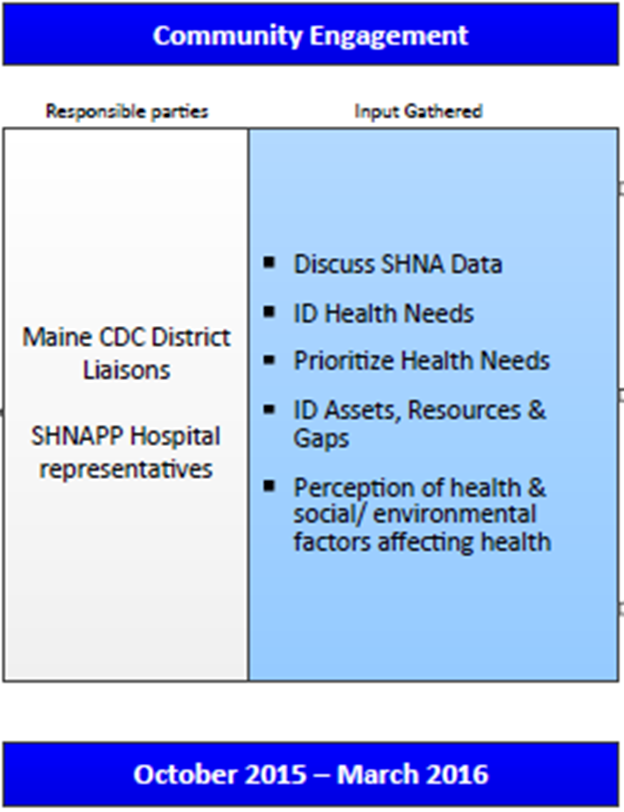 Community Engagement
Responsible parties
Input Gathered
Maine CDC District
Liaisons
SHNAPP Hospital
representatives
▪ Discuss SHNA Data
▪ ID Health Needs
▪ Prioritize Health Needs
▪ ID Assets, Resources &
Gaps
▪ Perception of health &
social/ environmental
factors affecting health
October 2015 – March 2016